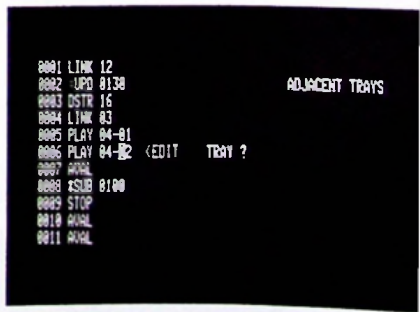 0001 LINK 12
0002 UPD 0130 ADJACENT TRAYS
0003 DSTR 16
0004 LINK 03
0005 PLAY 04-01
0006 PLAY 04-02 <EDIT TRAY ?
0007 AVAL
0008 *SUB 0100
0009 STOP
0010 AVAL
0011 AVAL